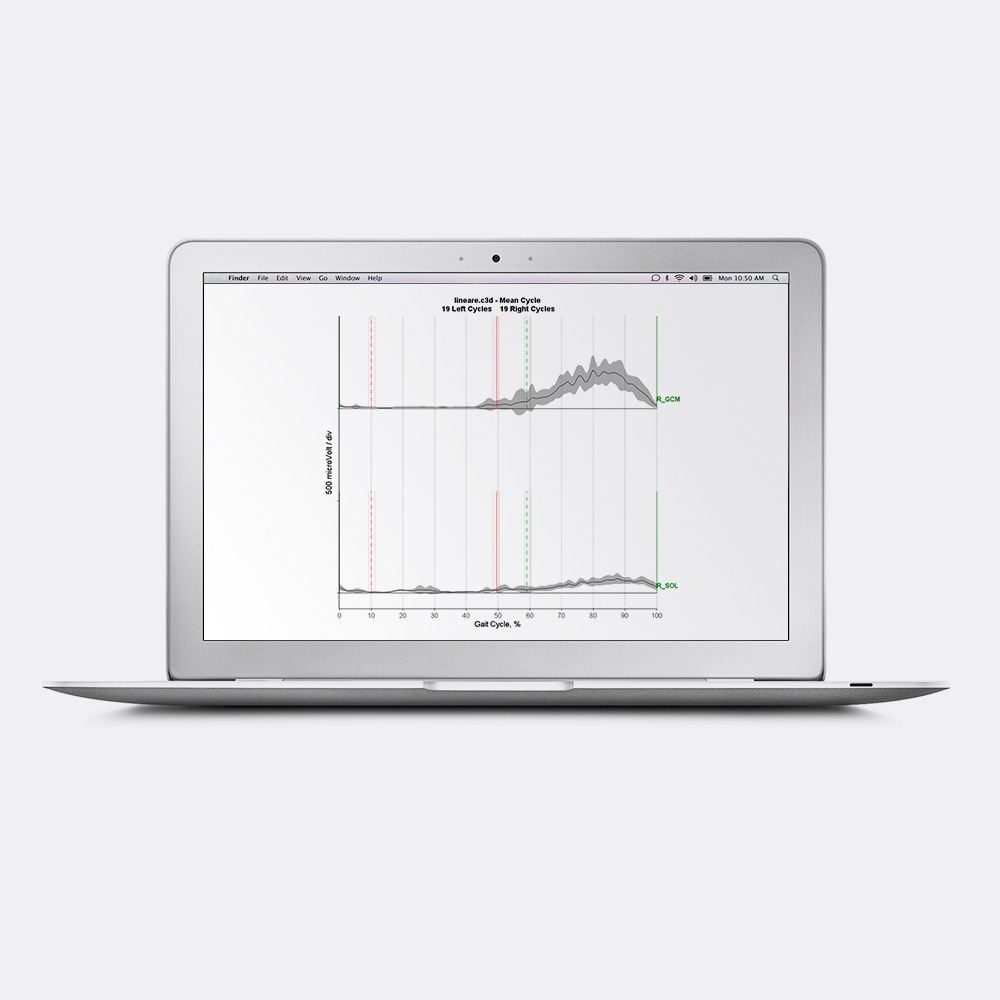 Finder File Edit View Go Window Help Mon 10:50 AM
lineare.c3d - Mean Cycle
19 Left Cycles 19 Right Cycles
R_GCM
500 microVolt / div
R_SOL
0 10 20 30 40 50 60 70 80 90 100
Gait Cycle, %